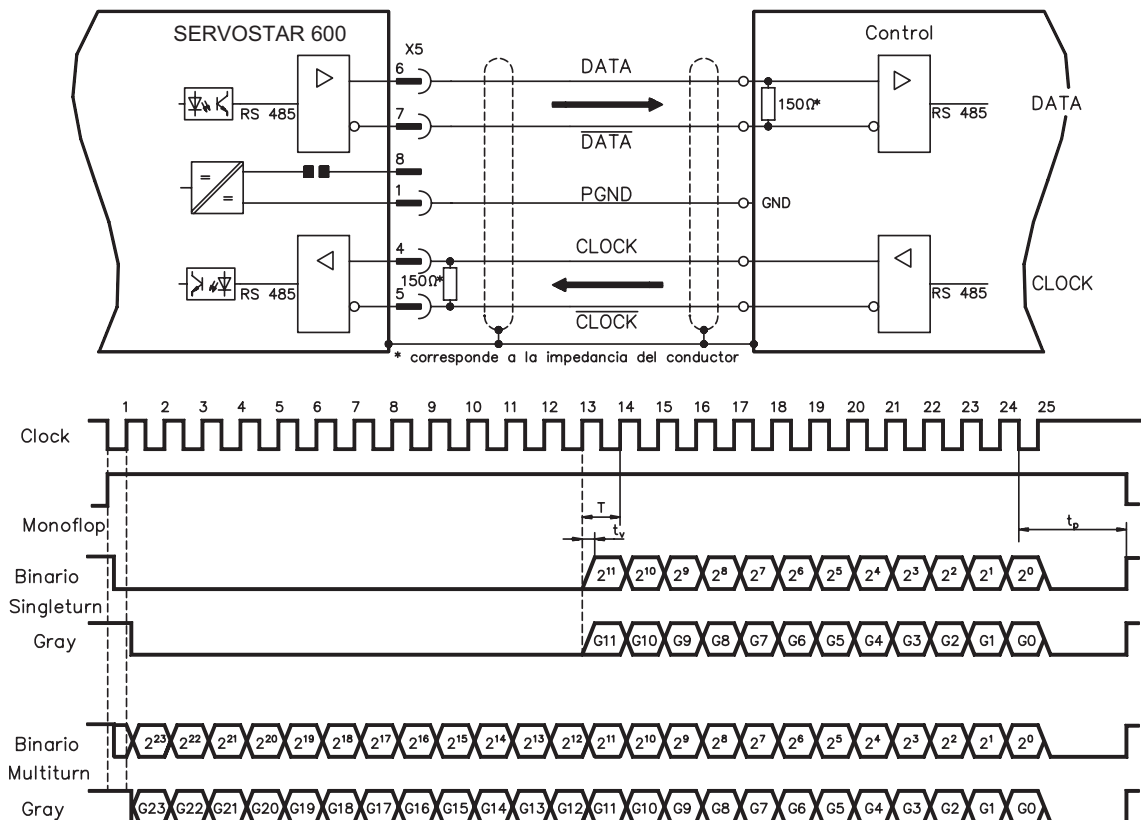 SERVOSTAR 600
X5
Control
6
DATA
150Ω*
RS 485
RS 485
DATA
7
DATA
8
=
=
1
PGND
GND
4
CLOCK
150Ω*
RS 485
RS 485
CLOCK
5
CLOCK
* corresponde a la impedancia del conductor
1 2 3 4 5 6 7 8 9 10 11 12 13 14 15 16 17 18 19 20 21 22 23 24 25
Clock
T
Monoflop
tv
tp
Binario
2¹¹ 2¹⁰ 2⁹ 2⁸ 2⁷ 2⁶ 2⁵ 2⁴ 2³ 2² 2¹ 2⁰
Singleturn
Gray
G11 G10 G9 G8 G7 G6 G5 G4 G3 G2 G1 G0
Binario
2²³ 2²² 2²¹ 2²⁰ 2¹⁹ 2¹⁸ 2¹⁷ 2¹⁶ 2¹⁵ 2¹⁴ 2¹³ 2¹² 2¹¹ 2¹⁰ 2⁹ 2⁸ 2⁷ 2⁶ 2⁵ 2⁴ 2³ 2² 2¹ 2⁰
Multiturn
Gray
G23 G22 G21 G20 G19 G18 G17 G16 G15 G14 G13 G12 G11 G10 G9 G8 G7 G6 G5 G4 G3 G2 G1 G0